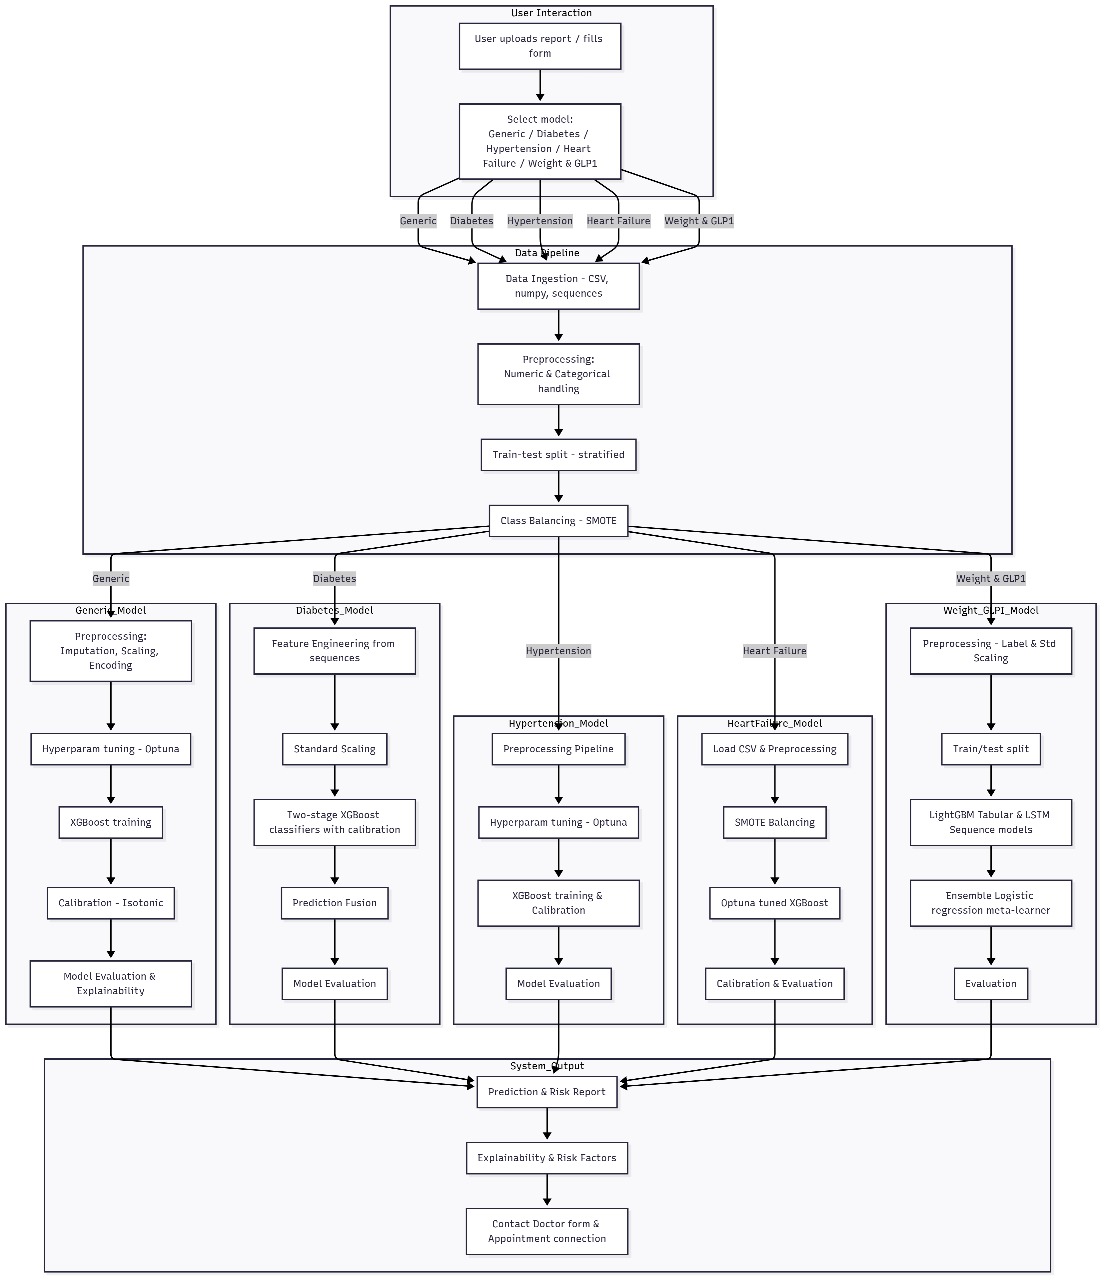 User Interaction
User uploads report / fills
form
Select model:
Generic / Diabetes /
Hypertension / Heart
Failure / Weight & GLP1
Generic
Diabetes
Hypertension
Heart Failure
Weight & GLP1
Data Pipeline
Data Ingestion - CSV,
numpy, sequences
Preprocessing:
Numeric & Categorical
handling
Train-test split - stratified
Class Balancing - SMOTE
Generic
Diabetes
Hypertension
Heart Failure
Weight & GLP1
Generic_Model
Preprocessing:
Imputation, Scaling,
Encoding
Hyperparam tuning - Optuna
XGBoost training
Calibration - Isotonic
Model Evaluation &
Explainability
Diabetes_Model
Feature Engineering from
sequences
Standard Scaling
Two-stage XGBoost
classifiers with calibration
Prediction Fusion
Model Evaluation
Hypertension_Model
Preprocessing Pipeline
Hyperparam tuning - Optuna
XGBoost training &
Calibration
Model Evaluation
HeartFailure_Model
Load CSV & Preprocessing
SMOTE Balancing
Optuna tuned XGBoost
Calibration & Evaluation
Weight_GLP1_Model
Preprocessing - Label & Std
Scaling
Train/test split
LightGBM Tabular & LSTM
Sequence models
Ensemble Logistic
regression meta-learner
Evaluation
System_Output
Prediction & Risk Report
Explainability & Risk Factors
Contact Doctor form &
Appointment connection